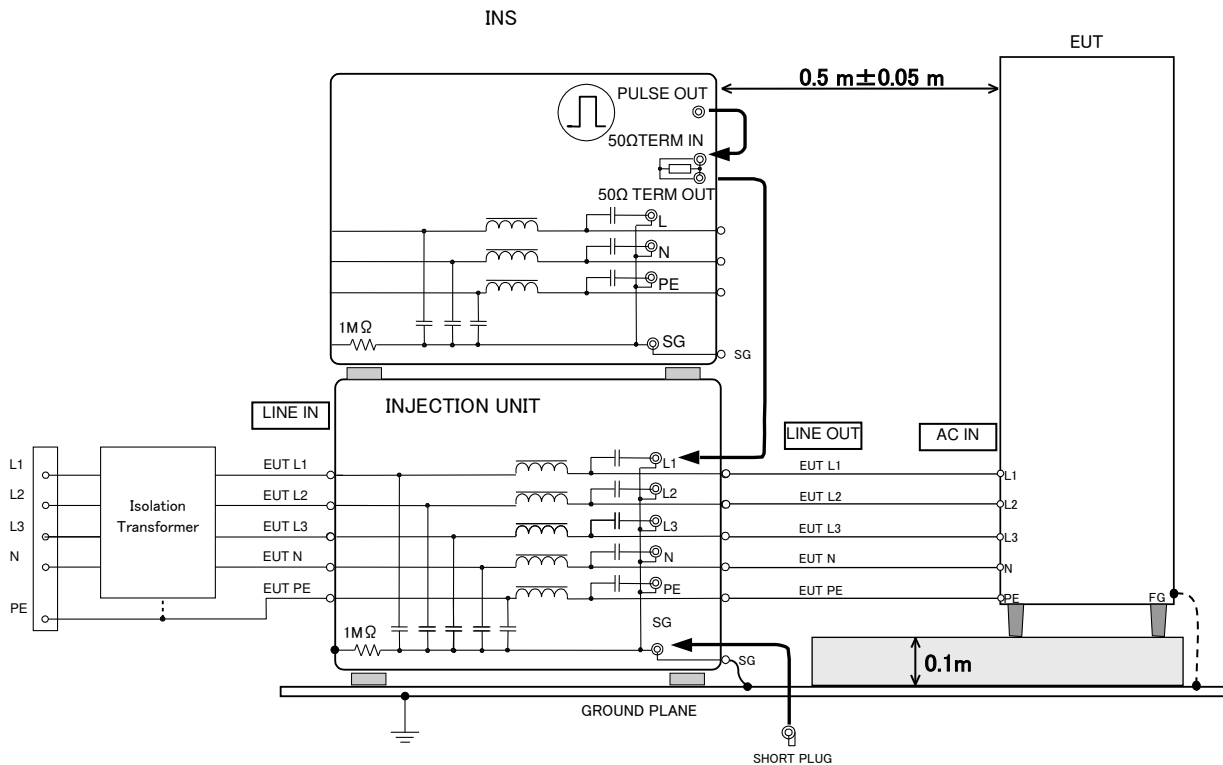 INS
EUT
0.5 m±0.05 m
PULSE OUT
50ΩTERM IN
50Ω TERM OUT
L
N
PE
1MΩ
SG
SG
INJECTION UNIT
LINE IN
LINE OUT
AC IN
L1
L2
L3
N
PE
Isolation
Transformer
EUT L1
EUT L2
EUT L3
EUT N
EUT PE
L1
L2
L3
N
PE
SG
1MΩ
SG
EUT L1
EUT L2
EUT L3
EUT N
EUT PE
L1
L2
L3
N
PE
FG
0.1m
GROUND PLANE
SHORT PLUG